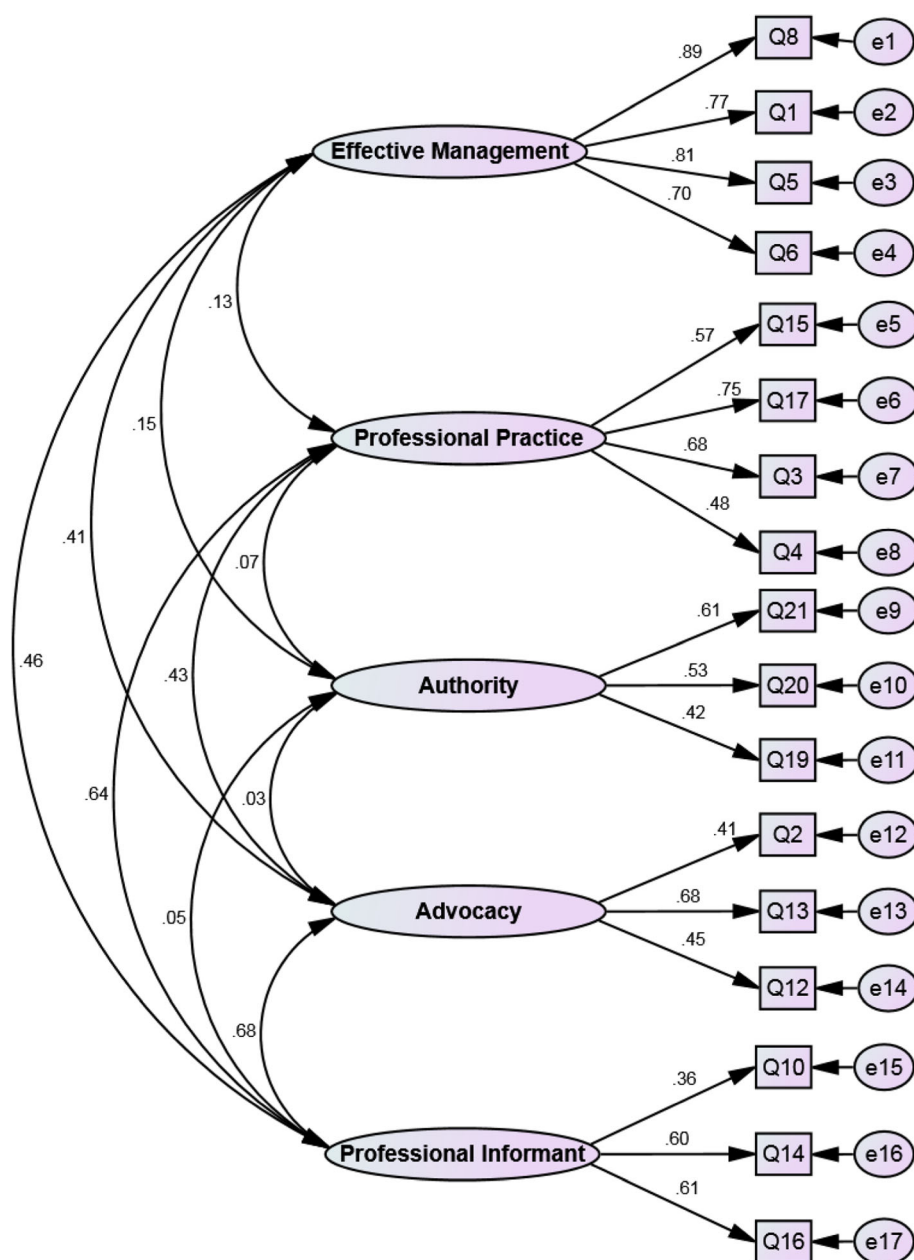 .89
Q8
e1
.77
Q1
e2
Effective Management
.81
Q5
e3
.70
Q6
e4
.13
.57
Q15
e5
.15
.75
Q17
e6
Professional Practice
.68
Q3
e7
.48
.41
.07
Q4
e8
.61
Q21
e9
.46
.43
Authority
.53
Q20
e10
.42
Q19
e11
.64
.03
.41
Q2
e12
.05
Advocacy
.68
Q13
e13
.45
Q12
e14
.68
.36
Q10
e15
Professional Informant
.60
Q14
e16
.61
Q16
e17